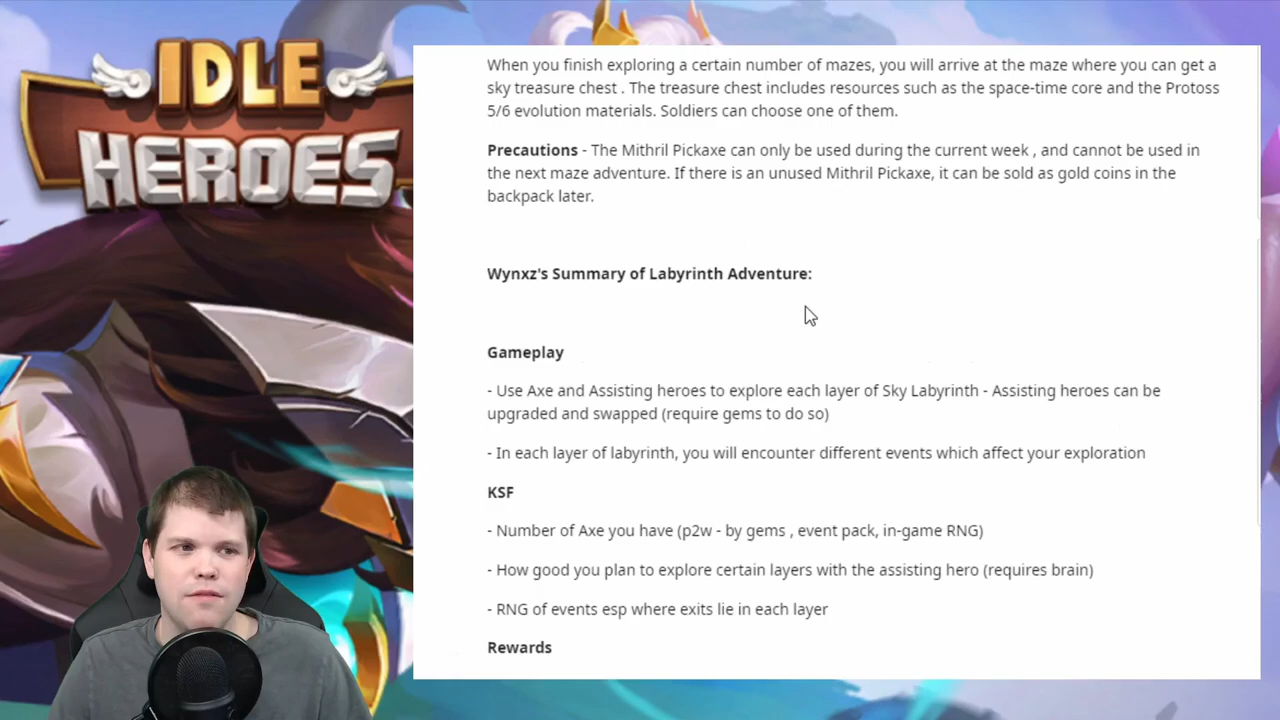 IDLE
HEROES
When you finish exploring a certain number of mazes, you will arrive at the maze where you can get a
sky treasure chest . The treasure chest includes resources such as the space-time core and the Protoss
5/6 evolution materials. Soldiers can choose one of them.
Precautions - The Mithril Pickaxe can only be used during the current week , and cannot be used in
the next maze adventure. If there is an unused Mithril Pickaxe, it can be sold as gold coins in the
backpack later.
Wynxz's Summary of Labyrinth Adventure:
Gameplay
- Use Axe and Assisting heroes to explore each layer of Sky Labyrinth - Assisting heroes can be
upgraded and swapped (require gems to do so)
- In each layer of labyrinth, you will encounter different events which affect your exploration
KSF
- Number of Axe you have (p2w - by gems , event pack, in-game RNG)
- How good you plan to explore certain layers with the assisting hero (requires brain)
- RNG of events esp where exits lie in each layer
Rewards